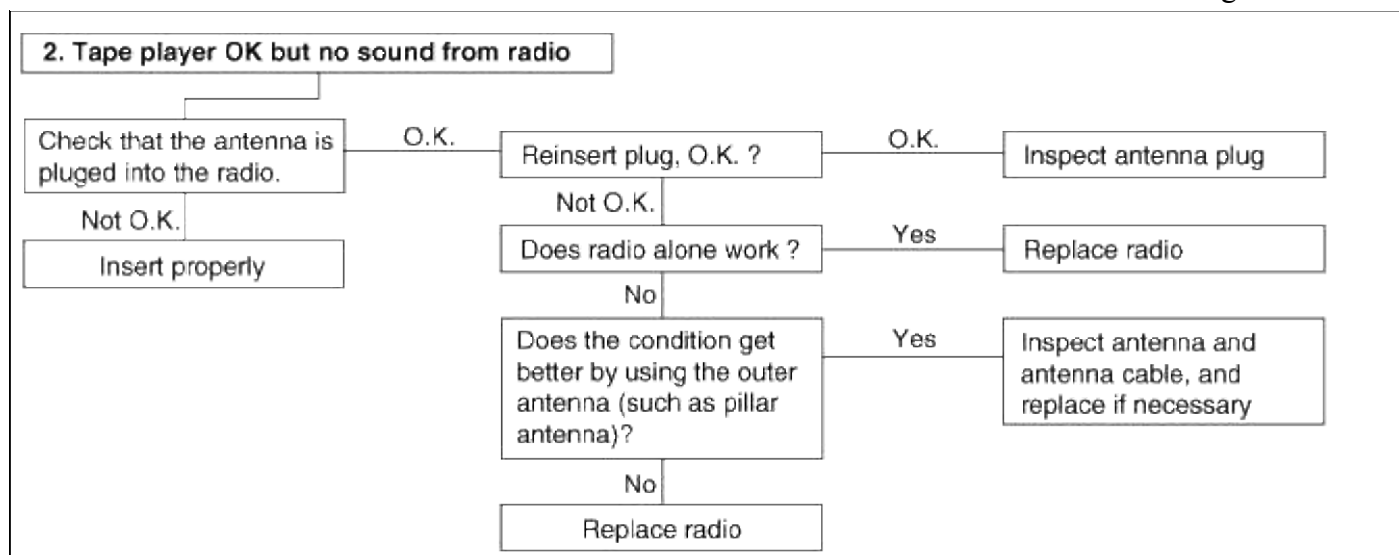 2. Tape player OK but no sound from radio
Check that the antenna is
pluged into the radio.
O.K.
Reinsert plug, O.K. ?
O.K.
Inspect antenna plug
Not O.K.
Insert properly
Not O.K.
Does radio alone work ?
Yes
Replace radio
No
Does the condition get
better by using the outer
antenna (such as pillar
antenna)?
Yes
Inspect antenna and
antenna cable, and
replace if necessary
No
Replace radio